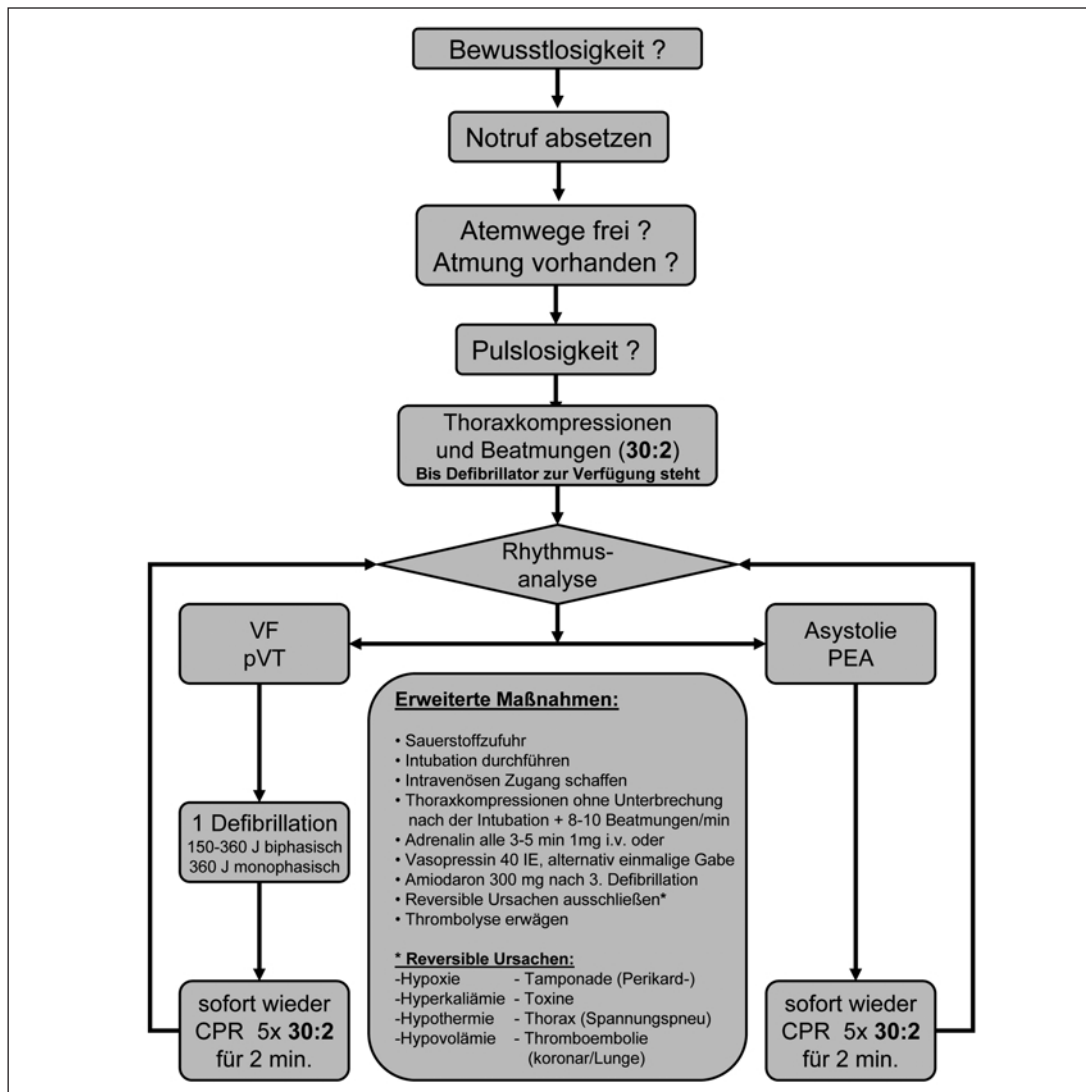 Bewusstlosigkeit ?
Notruf absetzen
Atemwege frei ?
Atmung vorhanden ?
Pulslosigkeit ?
Thoraxkompressionen
und Beatmungen (30:2)
Bis Defibrillator zur Verfügung steht
Rhythmus-
analyse
VF
pVT
1 Defibrillation
150-360 J biphasisch
360 J monophasisch
sofort wieder
CPR 5x 30:2
für 2 min.
Erweiterte Maßnahmen:
• Sauerstoffzufuhr
• Intubation durchführen
• Intravenösen Zugang schaffen
• Thoraxkompressionen ohne Unterbrechung
nach der Intubation + 8-10 Beatmungen/min
• Adrenalin alle 3-5 min 1mg i.v. oder
• Vasopressin 40 IE, alternativ einmalige Gabe
• Amiodaron 300 mg nach 3. Defibrillation
• Reversible Ursachen ausschließen*
• Thrombolyse erwägen
* Reversible Ursachen:
-Hypoxie - Tamponade (Perikard-)
-Hyperkaliämie - Toxine
-Hypothermie - Thorax (Spannungspneu)
-Hypovolämie - Thromboembolie
(koronar/Lunge)
Asystolie
PEA
sofort wieder
CPR 5x 30:2
für 2 min.